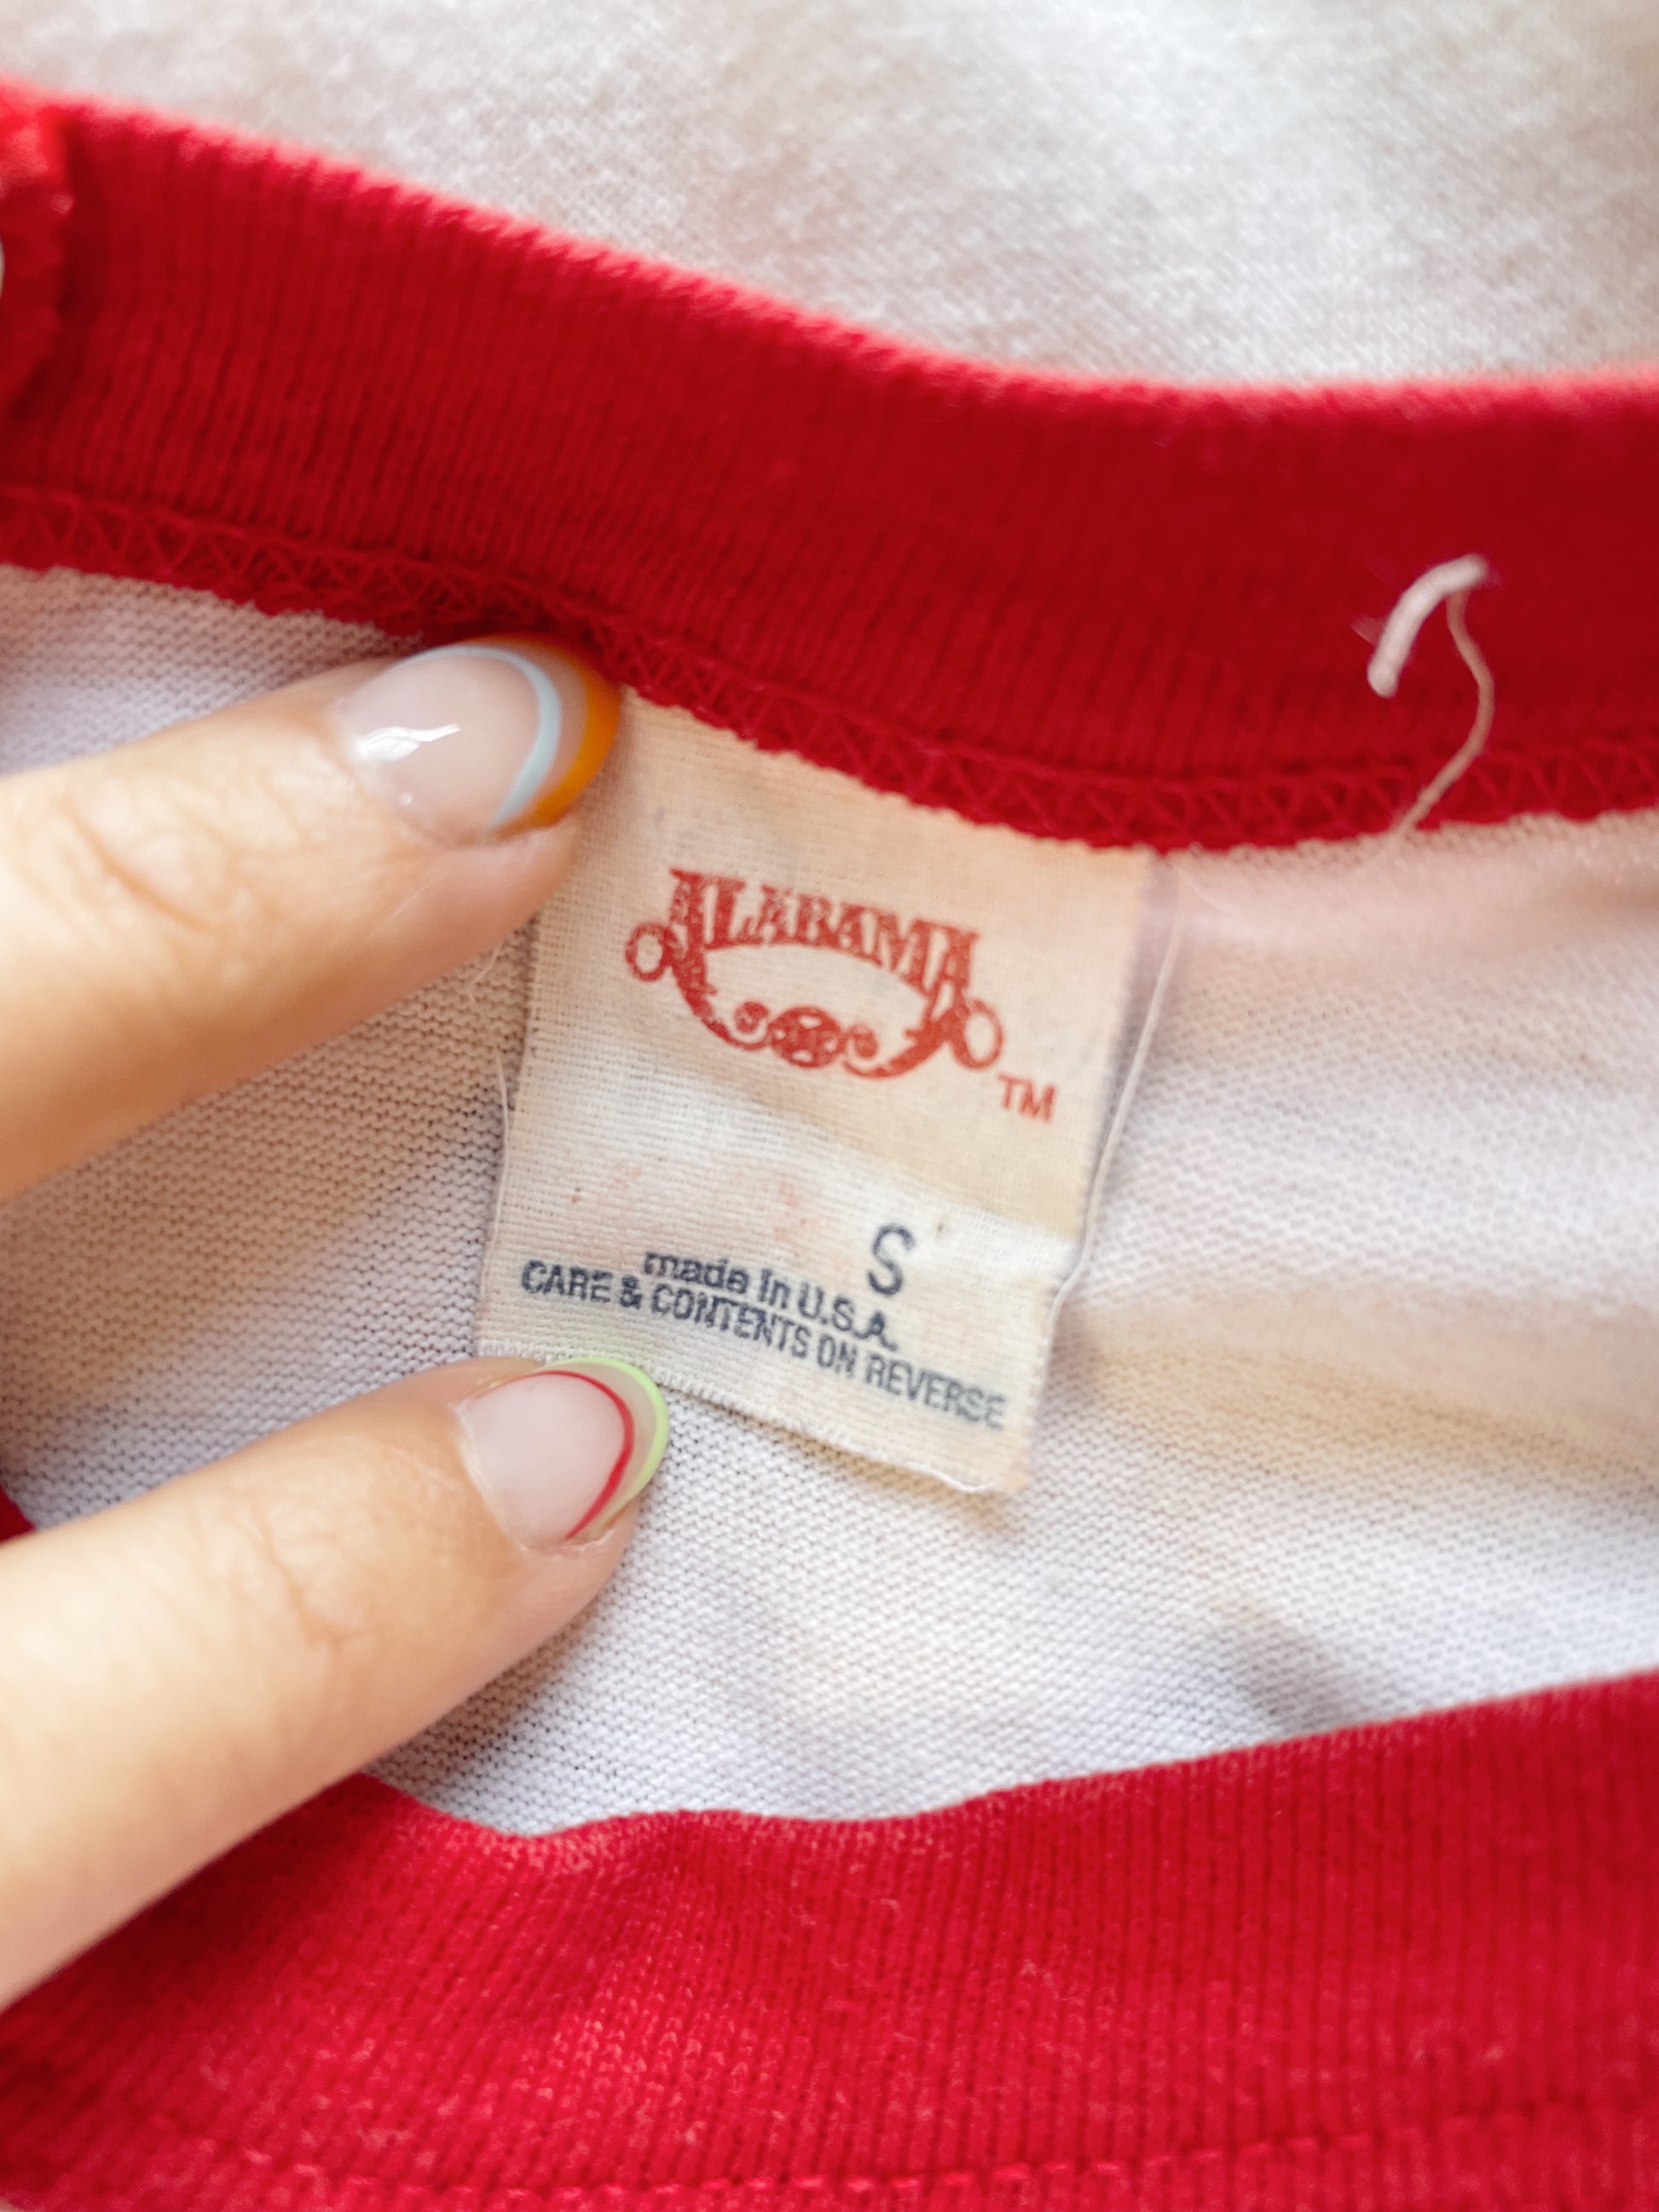 ALABAMA
TM
S
made in U.S.A.
CARE & CONTENTS ON REVERSE